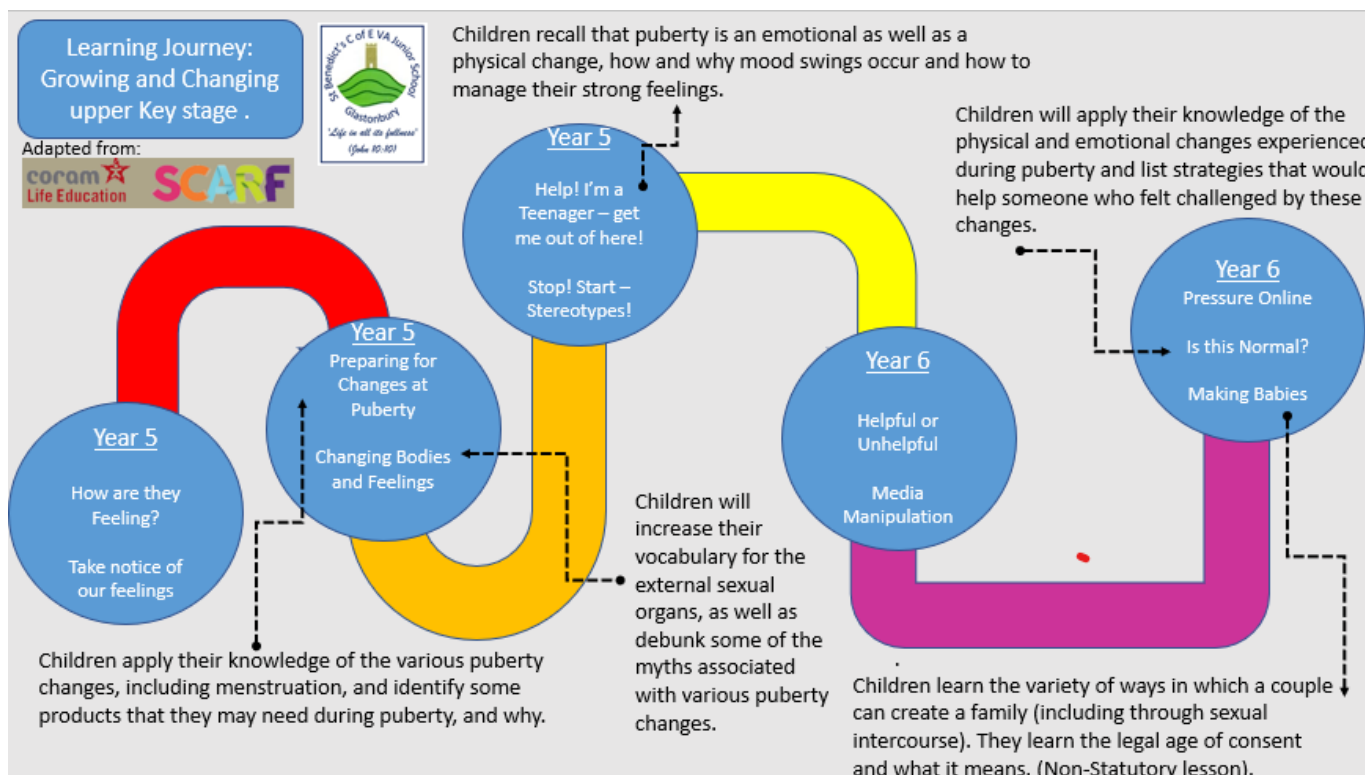 Learning Journey:
Growing and Changing
upper Key stage .
Adapted from:
coram
Life Education
SCARF
St Benedict's C of E VA Junior School
Glastonbury
'Life in all its fullness'
(John 10:10)
Children recall that puberty is an emotional as well as a
physical change, how and why mood swings occur and how to
manage their strong feelings.
Children will apply their knowledge of the
physical and emotional changes experienced
during puberty and list strategies that would
help someone who felt challenged by these
changes.
Year 5
How are they
Feeling?
Take notice of
our feelings
Year 5
Preparing for
Changes at
Puberty
Changing Bodies
and Feelings
Year 5
Help! I'm a
Teenager – get
me out of here!
Stop! Start –
Stereotypes!
Year 6
Helpful or
Unhelpful
Media
Manipulation
Year 6
Pressure Online
Is this Normal?
Making Babies
Children apply their knowledge of the various puberty
changes, including menstruation, and identify some
products that they may need during puberty, and why.
Children will
increase their
vocabulary for the
external sexual
organs, as well as
debunk some of the
myths associated
with various puberty
changes.
.
Children learn the variety of ways in which a couple
can create a family (including through sexual
intercourse). They learn the legal age of consent
and what it means. (Non-Statutory lesson).